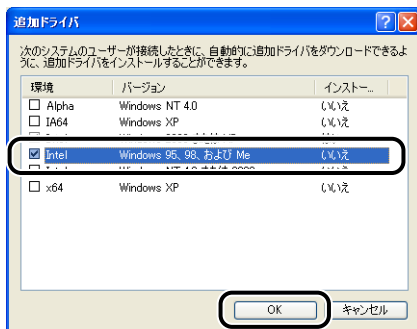 追加ドライバ
次のシステムのユーザーが接続したときに、自動的に追加ドライバをダウンロードできるよ
うに、追加ドライバをインストールすることができます。
環境 バージョン インストー...
Alpha Windows NT 4.0 いいえ
IA64 Windows XP いいえ
Intel Windows 95、98、および Me いいえ
x64 Windows XP いいえ
OK キャンセル